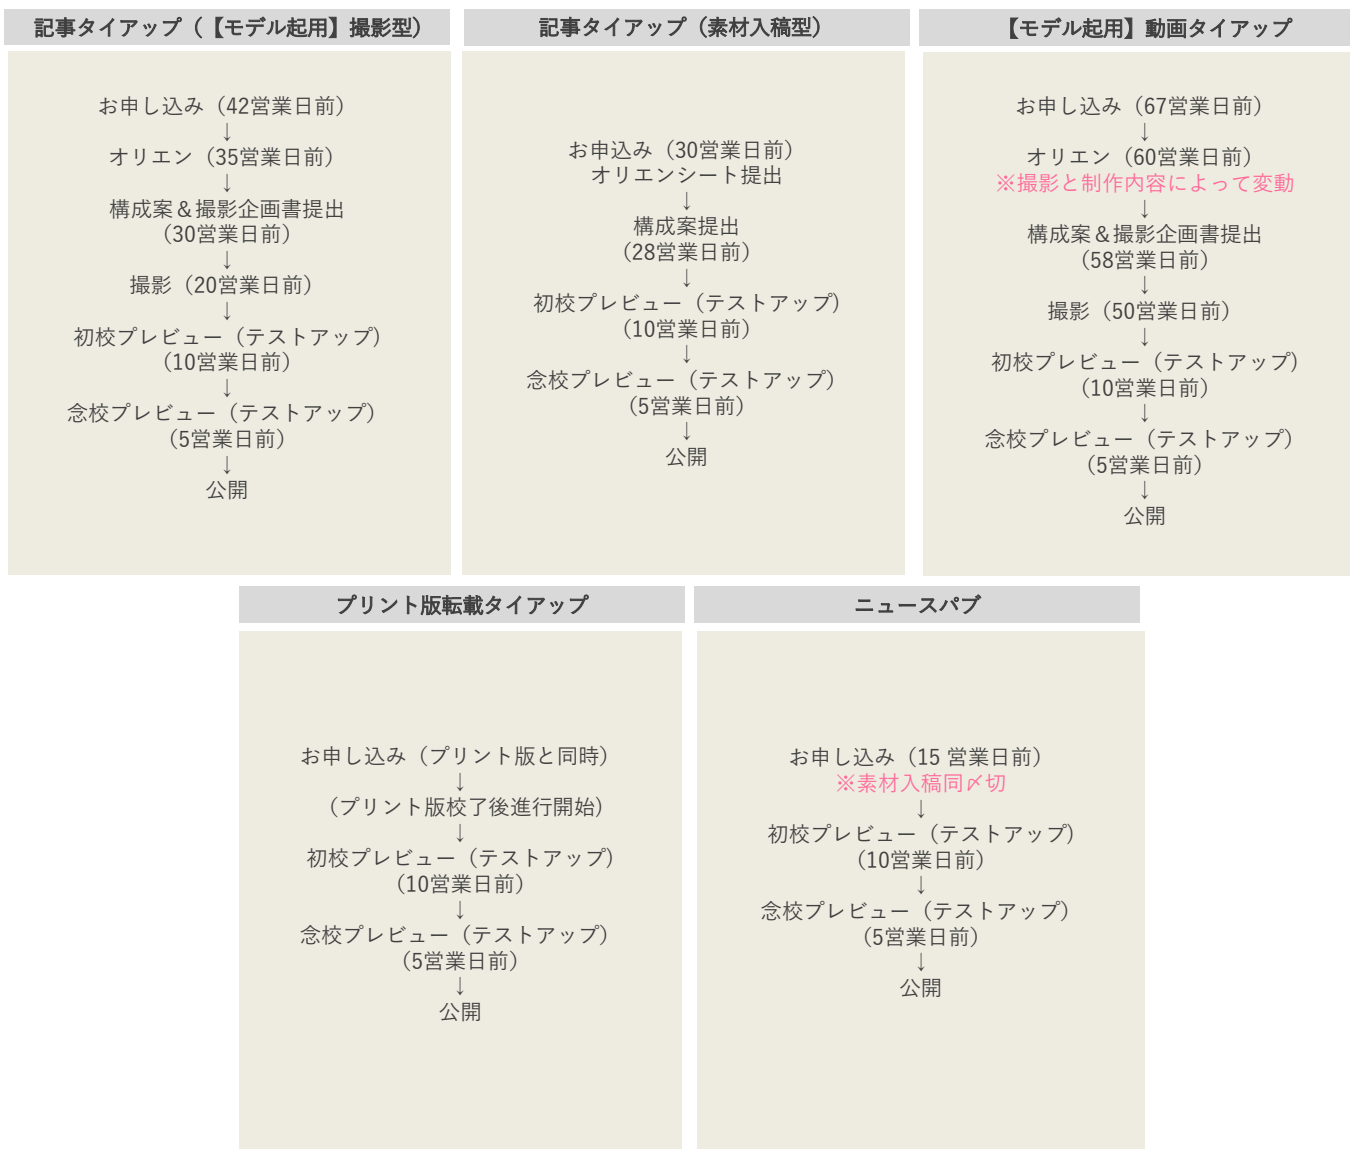 記事タイアップ（【モデル起用】撮影型）
お申し込み（42営業日前）
↓
オリエン（35営業日前）
↓
構成案＆撮影企画書提出
（30営業日前）
↓
撮影（20営業日前）
↓
初校プレビュー（テストアップ）
（10営業日前）
↓
念校プレビュー（テストアップ）
（5営業日前）
↓
公開
記事タイアップ（素材入稿型）
お申込み（30営業日前）
オリエンシート提出
↓
構成案提出
（28営業日前）
↓
初校プレビュー（テストアップ）
（10営業日前）
↓
念校プレビュー（テストアップ）
（5営業日前）
↓
公開
【モデル起用】動画タイアップ
お申し込み（67営業日前）
↓
オリエン（60営業日前）
※撮影と制作内容によって変動
↓
構成案＆撮影企画書提出
（58営業日前）
↓
撮影（50営業日前）
↓
初校プレビュー（テストアップ）
（10営業日前）
↓
念校プレビュー（テストアップ）
（5営業日前）
↓
公開
プリント版転載タイアップ
お申し込み（プリント版と同時）
↓
（プリント版校了後進行開始）
↓
初校プレビュー（テストアップ）
（10営業日前）
↓
念校プレビュー（テストアップ）
（5営業日前）
↓
公開
ニュースパブ
お申し込み（15 営業日前）
※素材入稿同〆切
↓
初校プレビュー（テストアップ）
（10営業日前）
↓
念校プレビュー（テストアップ）
（5営業日前）
↓
公開